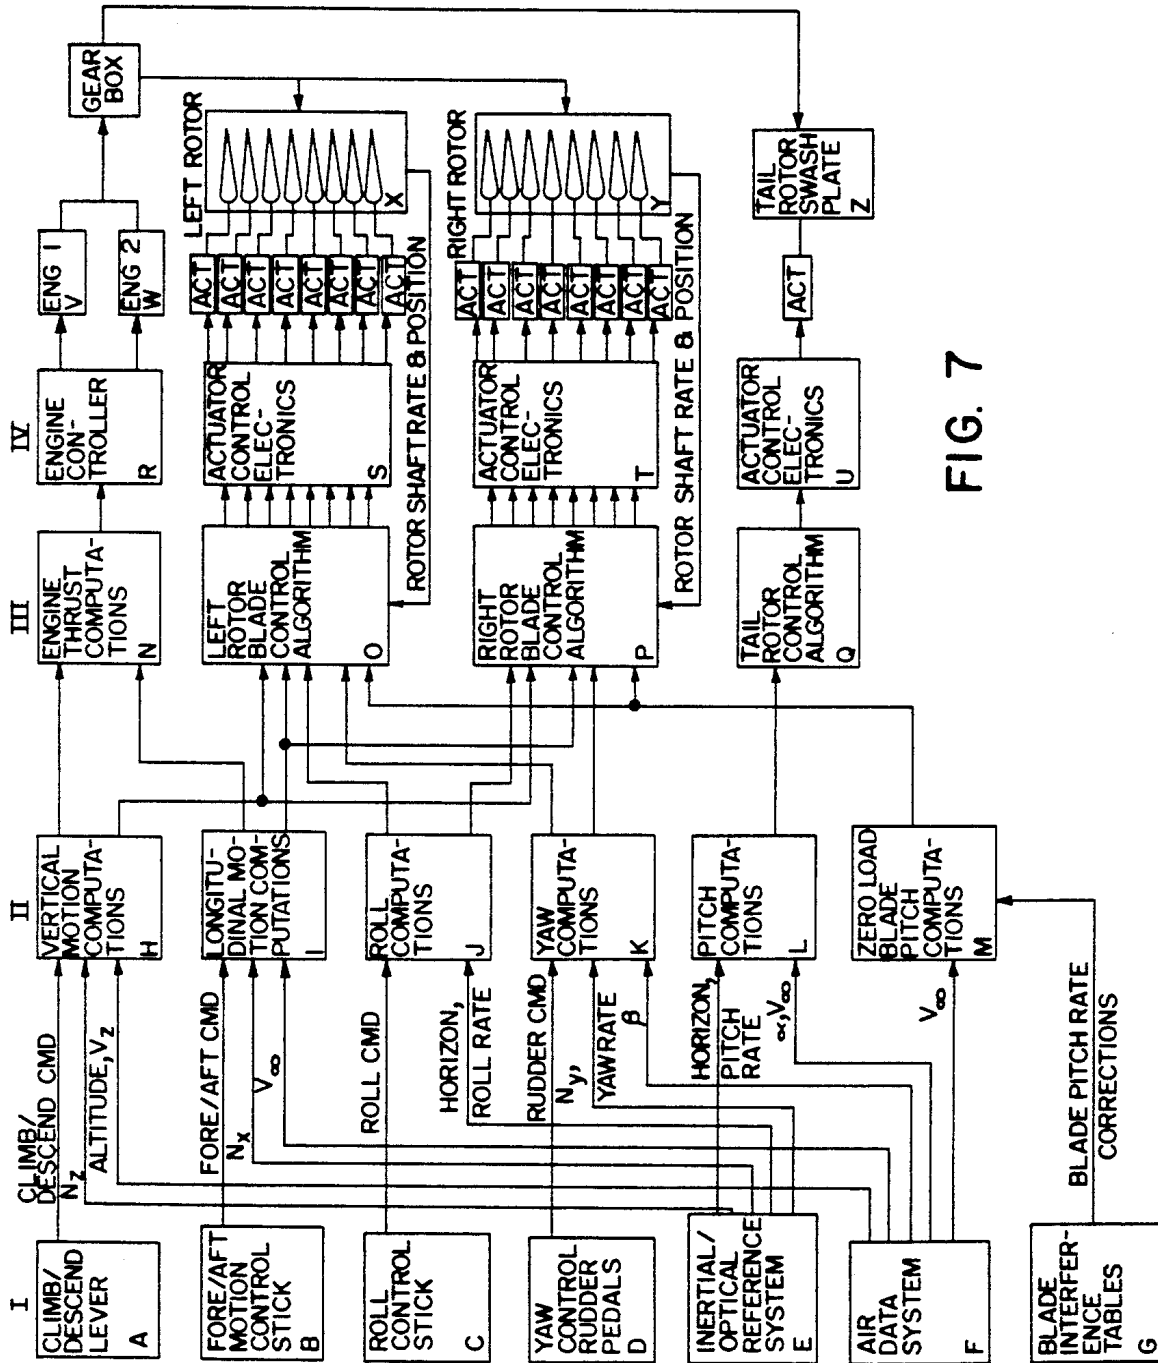 I
II
III
IV
CLIMB/
DESCEND
LEVER
A
FORE/AFT
MOTION
CONTROL
STICK
B
ROLL
CONTROL
STICK
C
YAW
CONTROL
RUDDER
PEDALS
D
INERTIAL/
OPTICAL
REFERENCE
SYSTEM
E
AIR
DATA
SYSTEM
F
BLADE
INTERFER-
ENCE
TABLES
G
CLIMB/
DESCEND CMD
Nz
ALTITUDE, Vz
FORE/AFT CMD
Nx
V∞
ROLL CMD
HORIZON,
ROLL RATE
RUDDER CMD
Ny,
YAW RATE
β
HORIZON,
PITCH
RATE
α, V∞
V∞
BLADE PITCH RATE
CORRECTIONS
VERTICAL
MOTION
COMPUTA-
TIONS
H
LONGITU-
DINAL MO-
TION COM-
PUTATIONS
I
ROLL
COMPUTA-
TIONS
J
YAW
COMPUTA-
TIONS
K
PITCH
COMPUTA-
TIONS
L
ZERO LOAD
BLADE
PITCH
COMPUTA-
TIONS
M
ENGINE
THRUST
COMPUTA-
TIONS
N
LEFT
ROTOR
BLADE
CONTROL
ALGORITHM
O
RIGHT
ROTOR
BLADE
CONTROL
ALGORITHM
P
TAIL
ROTOR
CONTROL
ALGORITHM
Q
ENGINE
CON-
TROLLER
R
ACTUATOR
CONTROL
ELEC-
TRONICS
S
ACTUATOR
CONTROL
ELEC-
TRONICS
T
ACTUATOR
CONTROL
ELEC-
TRONICS
U
ENG 1
V
ENG 2
W
GEAR
BOX
ACT
ACT
ACT
ACT
ACT
ACT
ACT
ACT
LEFT ROTOR
X
ROTOR SHAFT RATE & POSITION
ACT
ACT
ACT
ACT
ACT
ACT
ACT
ACT
RIGHT ROTOR
Y
ROTOR SHAFT RATE & POSITION
ACT
TAIL
ROTOR
SWASH
PLATE
Z
FIG. 7